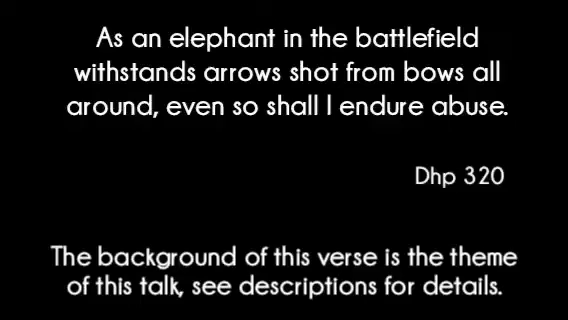 As an elephant in the battlefield
withstands arrows shot from bows all
around, even so shall I endure abuse.
Dhp 320
The background of this verse is the theme
of this talk, see descriptions for details.